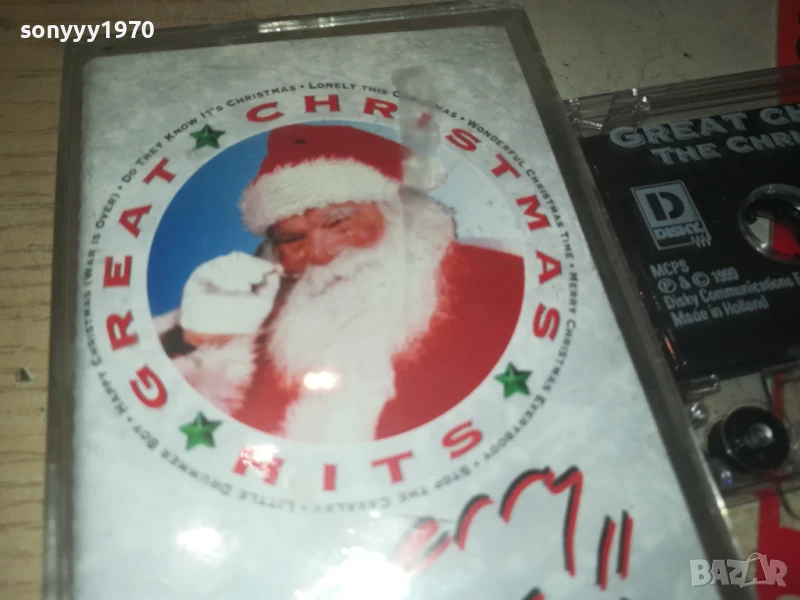 sonyyy1970
GREAT CHRISTMAS HITS
HAPPY CHRISTMAS (WAR IS OVER) • DO THEY KNOW IT'S CHRISTMAS • LONELY THIS CHRISTMAS • WONDERFUL CHRISTMAS TIME • MERRY CHRISTMAS EVERYBODY • STOP THE CAVALRY • LITTLE DRUMMER BOY •
GREAT
THE
DISKY
MCPS
℗ & © 1999
Disky Communications
Made in Holland
BAZAR